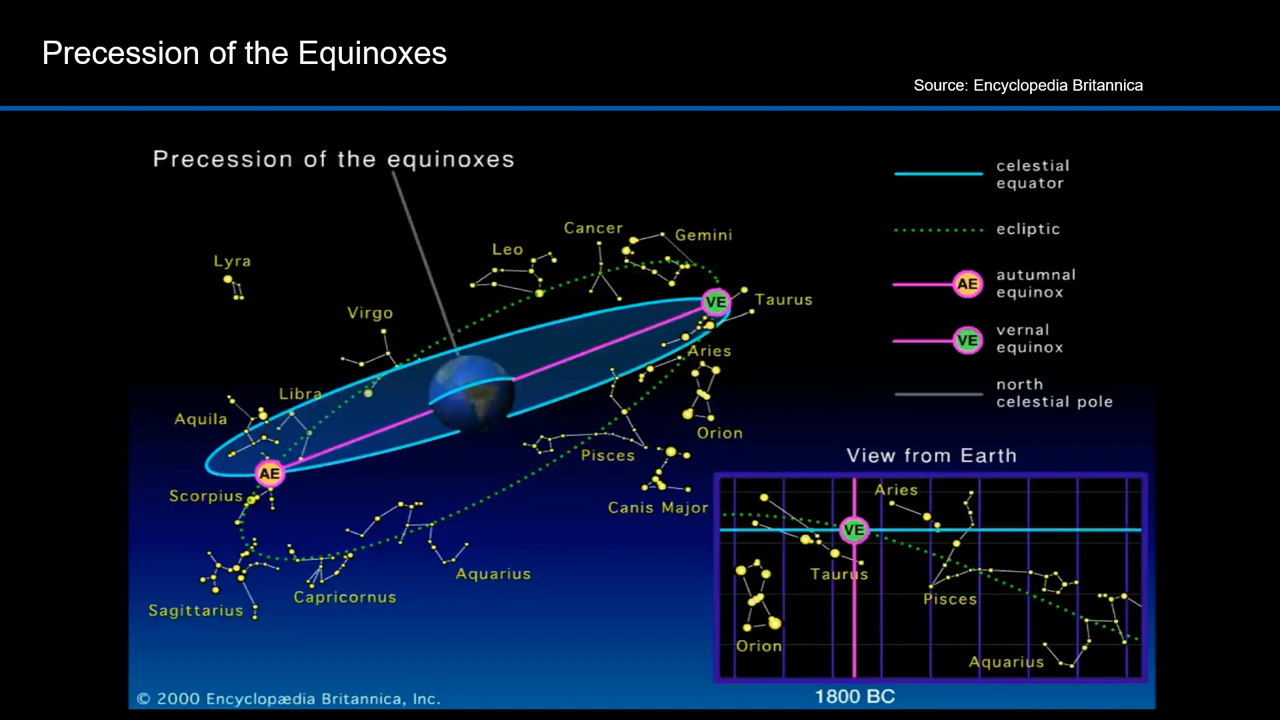 Precession of the Equinoxes
Source: Encyclopedia Britannica
Precession of the equinoxes
celestial
equator
ecliptic
AE
autumnal
equinox
VE
vernal
equinox
north
celestial pole
Lyra
Leo
Cancer
Gemini
Virgo
VE
Taurus
Aries
Libra
Aquila
Orion
AE
Pisces
Scorpius
Canis Major
Aquarius
Capricornus
Sagittarius
View from Earth
Aries
VE
Taurus
Pisces
Orion
Aquarius
1800 BC
© 2000 Encyclopædia Britannica, Inc.